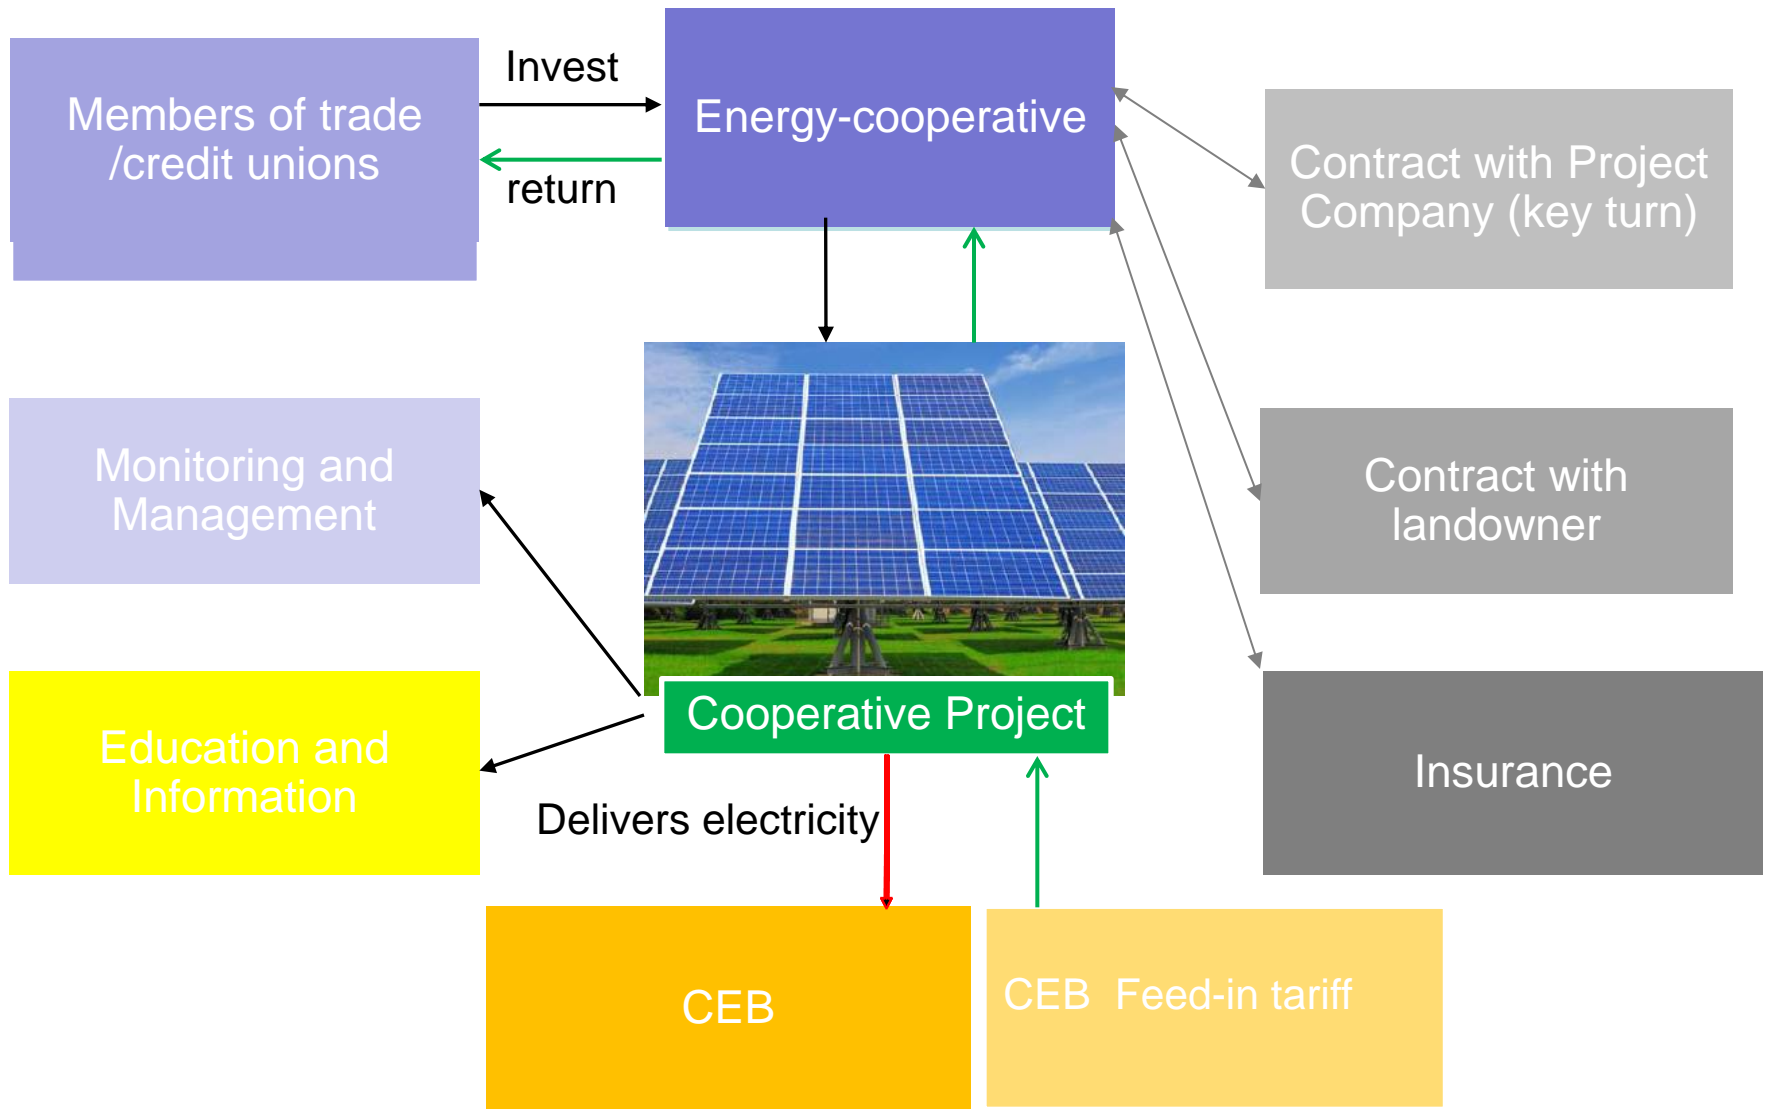 Members of trade
/credit unions
Invest
return
Energy-cooperative
Contract with Project
Company (key turn)
Monitoring and
Management
Contract with
landowner
Education and
Information
Cooperative Project
Insurance
Delivers electricity
CEB
CEB  Feed-in tariff